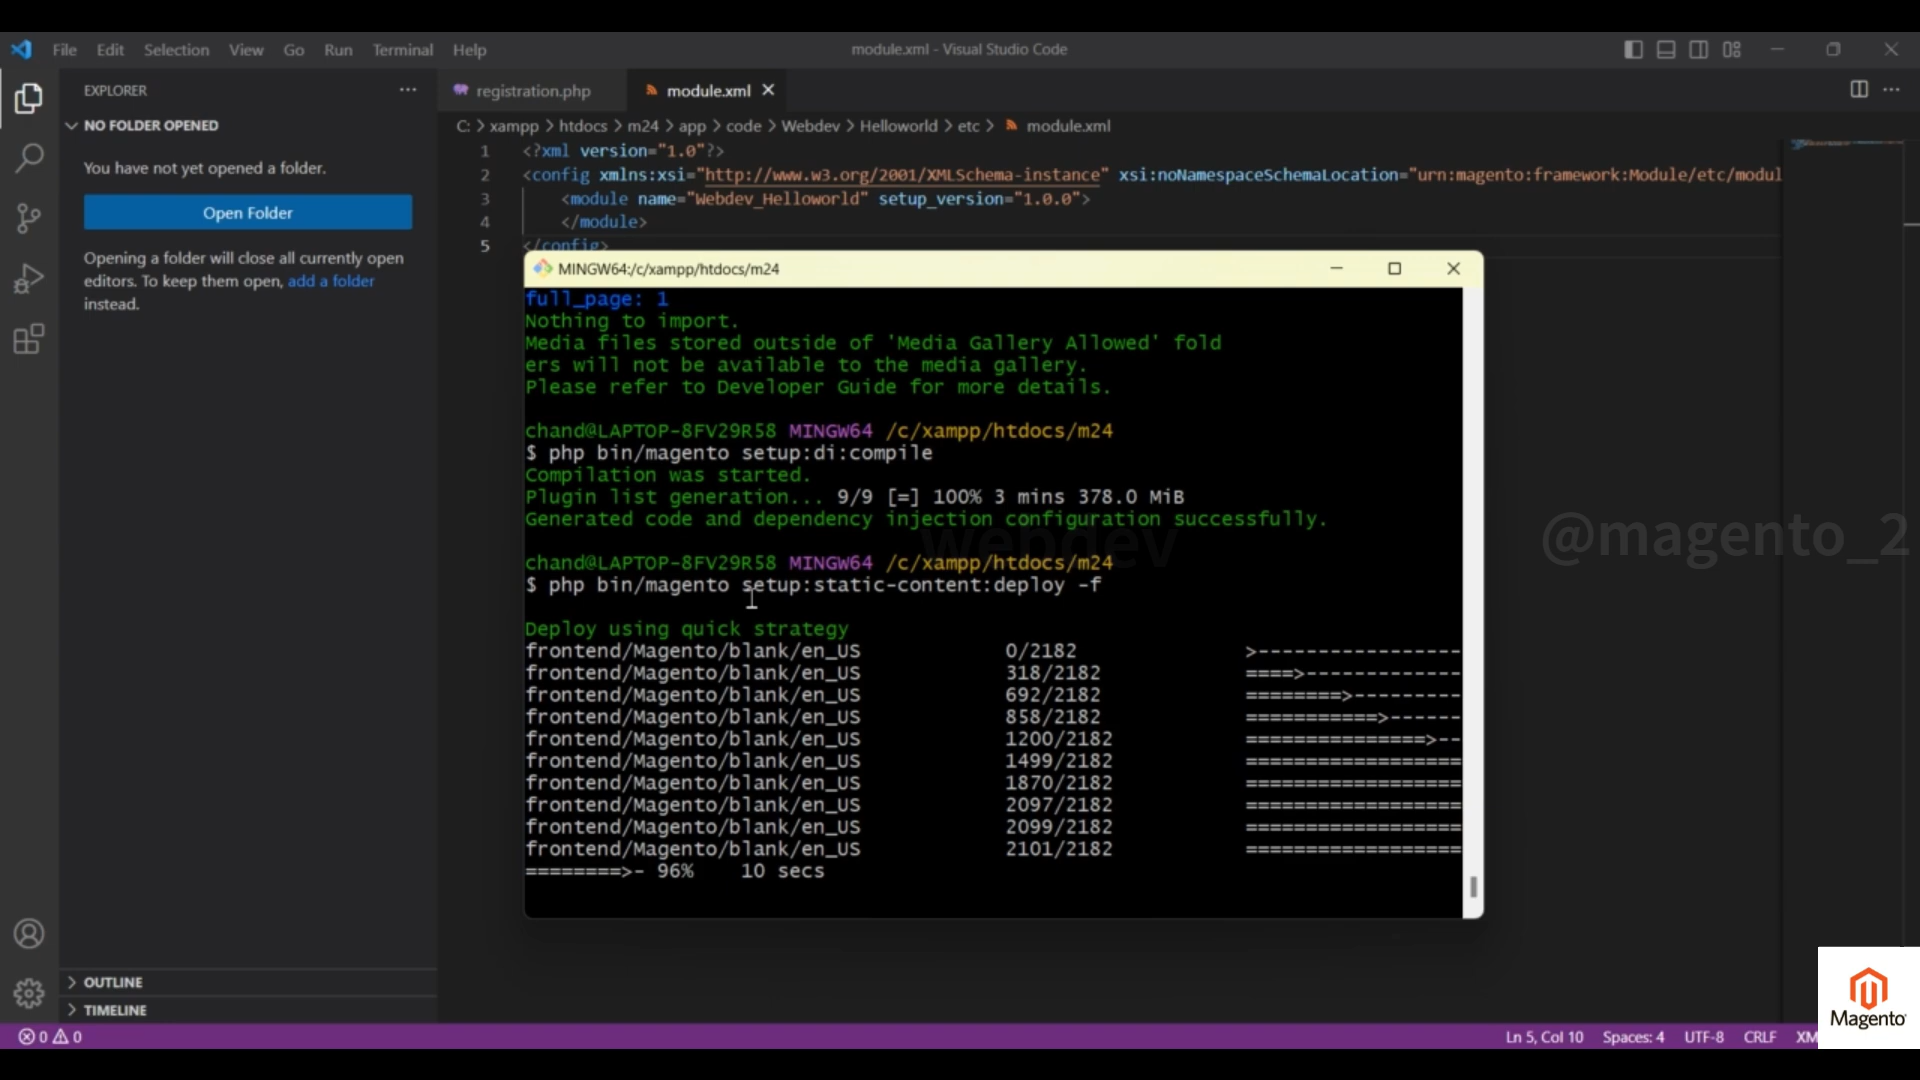 File Edit Selection View Go Run Terminal Help
module.xml - Visual Studio Code
EXPLORER
NO FOLDER OPENED
You have not yet opened a folder.
Open Folder
Opening a folder will close all currently open
editors. To keep them open, add a folder
instead.
OUTLINE
TIMELINE
registration.php module.xml
C: > xampp > htdocs > m24 > app > code > Webdev > Helloworld > etc > module.xml
1 <?xml version="1.0"?>
2 <config xmlns:xsi="http://www.w3.org/2001/XMLSchema-instance" xsi:noNamespaceSchemaLocation="urn:magento:framework:Module/etc/modul
3 <module name="Webdev_Helloworld" setup_version="1.0.0">
4 </module>
5 </config>
MINGW64:/c/xampp/htdocs/m24
full_page: 1
Nothing to import.
Media files stored outside of 'Media Gallery Allowed' fold
ers will not be available to the media gallery.
Please refer to Developer Guide for more details.
chand@LAPTOP-8FV29R58 MINGW64 /c/xampp/htdocs/m24
$ php bin/magento setup:di:compile
Compilation was started.
Plugin list generation... 9/9 [=] 100% 3 mins 378.0 MiB
Generated code and dependency injection configuration successfully.
chand@LAPTOP-8FV29R58 MINGW64 /c/xampp/htdocs/m24
$ php bin/magento setup:static-content:deploy -f
Deploy using quick strategy
frontend/Magento/blank/en_US 0/2182 >------------------
frontend/Magento/blank/en_US 318/2182 ====>-------------
frontend/Magento/blank/en_US 692/2182 ========>---------
frontend/Magento/blank/en_US 858/2182 ===========>------
frontend/Magento/blank/en_US 1200/2182 ===============>--
frontend/Magento/blank/en_US 1499/2182 ==================
frontend/Magento/blank/en_US 1870/2182 ==================
frontend/Magento/blank/en_US 2097/2182 ==================
frontend/Magento/blank/en_US 2099/2182 ==================
frontend/Magento/blank/en_US 2101/2182 ==================
========>- 96% 10 secs
webdev
@magento_2
Magento
0 0
Ln 5, Col 10 Spaces: 4 UTF-8 CRLF XM